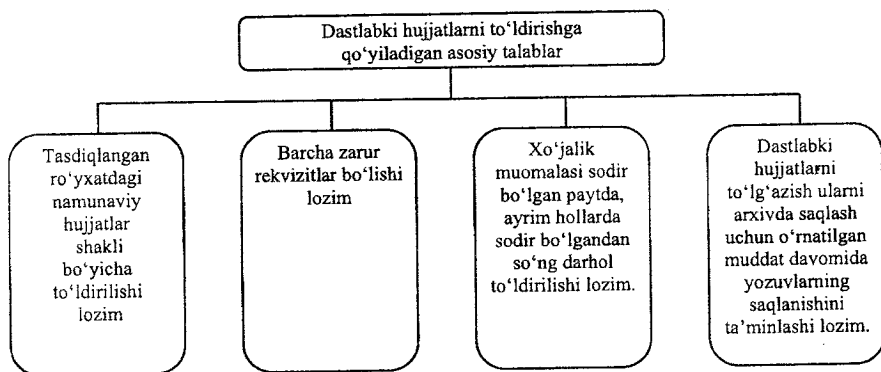 Dastlabki hujjatlarni to‘ldirishga
qo‘yiladigan asosiy talablar
Tasdiqlangan
ro‘yxatdagi
namunaviy
hujjatlar
shakli
bo‘yicha
to‘ldirilishi
lozim
Barcha zarur
rekvizitlar bo‘lishi
lozim
Xo‘jalik
muomalasi sodir
bo‘lgan paytda,
ayrim hollarda
sodir bo‘lgandan
so‘ng darhol
to‘ldirilishi lozim.
Dastlabki
hujjatlarni
to‘lg‘azish ularni
arxivda saqlash
uchun o‘rnatilgan
muddat davomida
yozuvlarning
saqlanishini
ta’minlashi lozim.